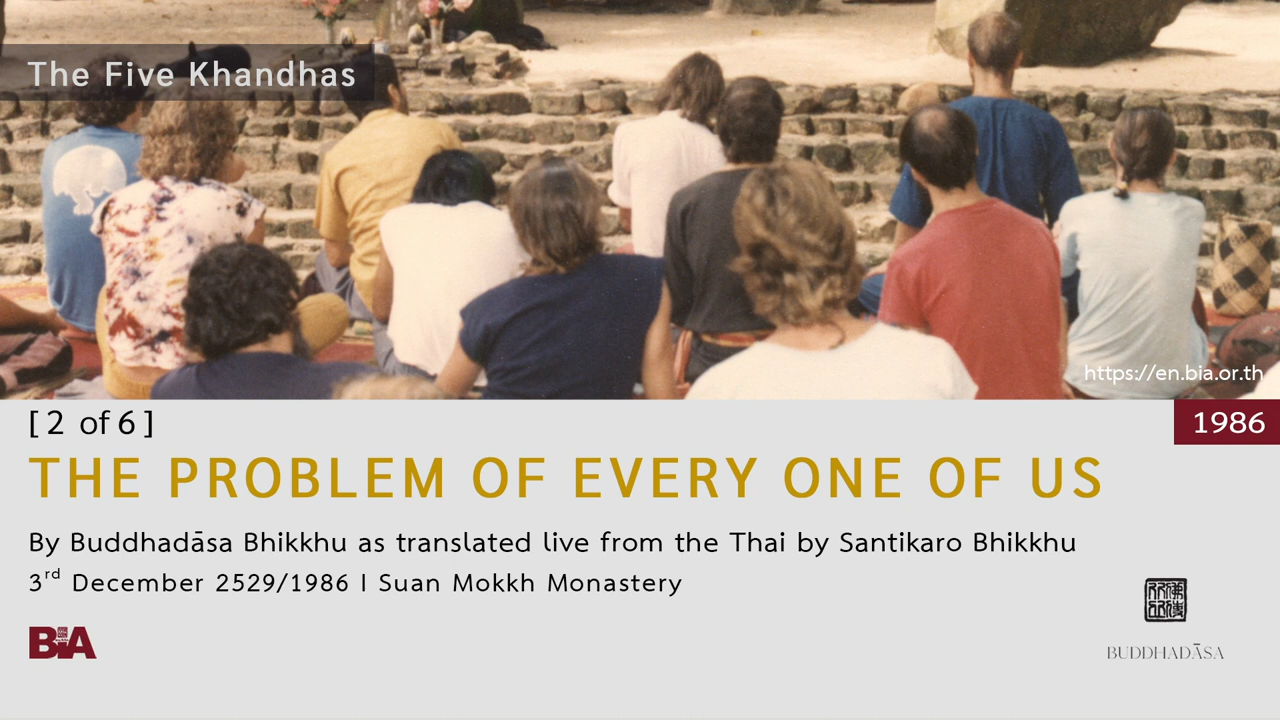 The Five Khandhas
https://en.bia.or.th
[ 2 of 6 ]
1986
THE PROBLEM OF EVERY ONE OF US
By Buddhadāsa Bhikkhu as translated live from the Thai by Santikaro Bhikkhu
3rd December 2529/1986 I Suan Mokkh Monastery
BIA
BUDDHADĀSA